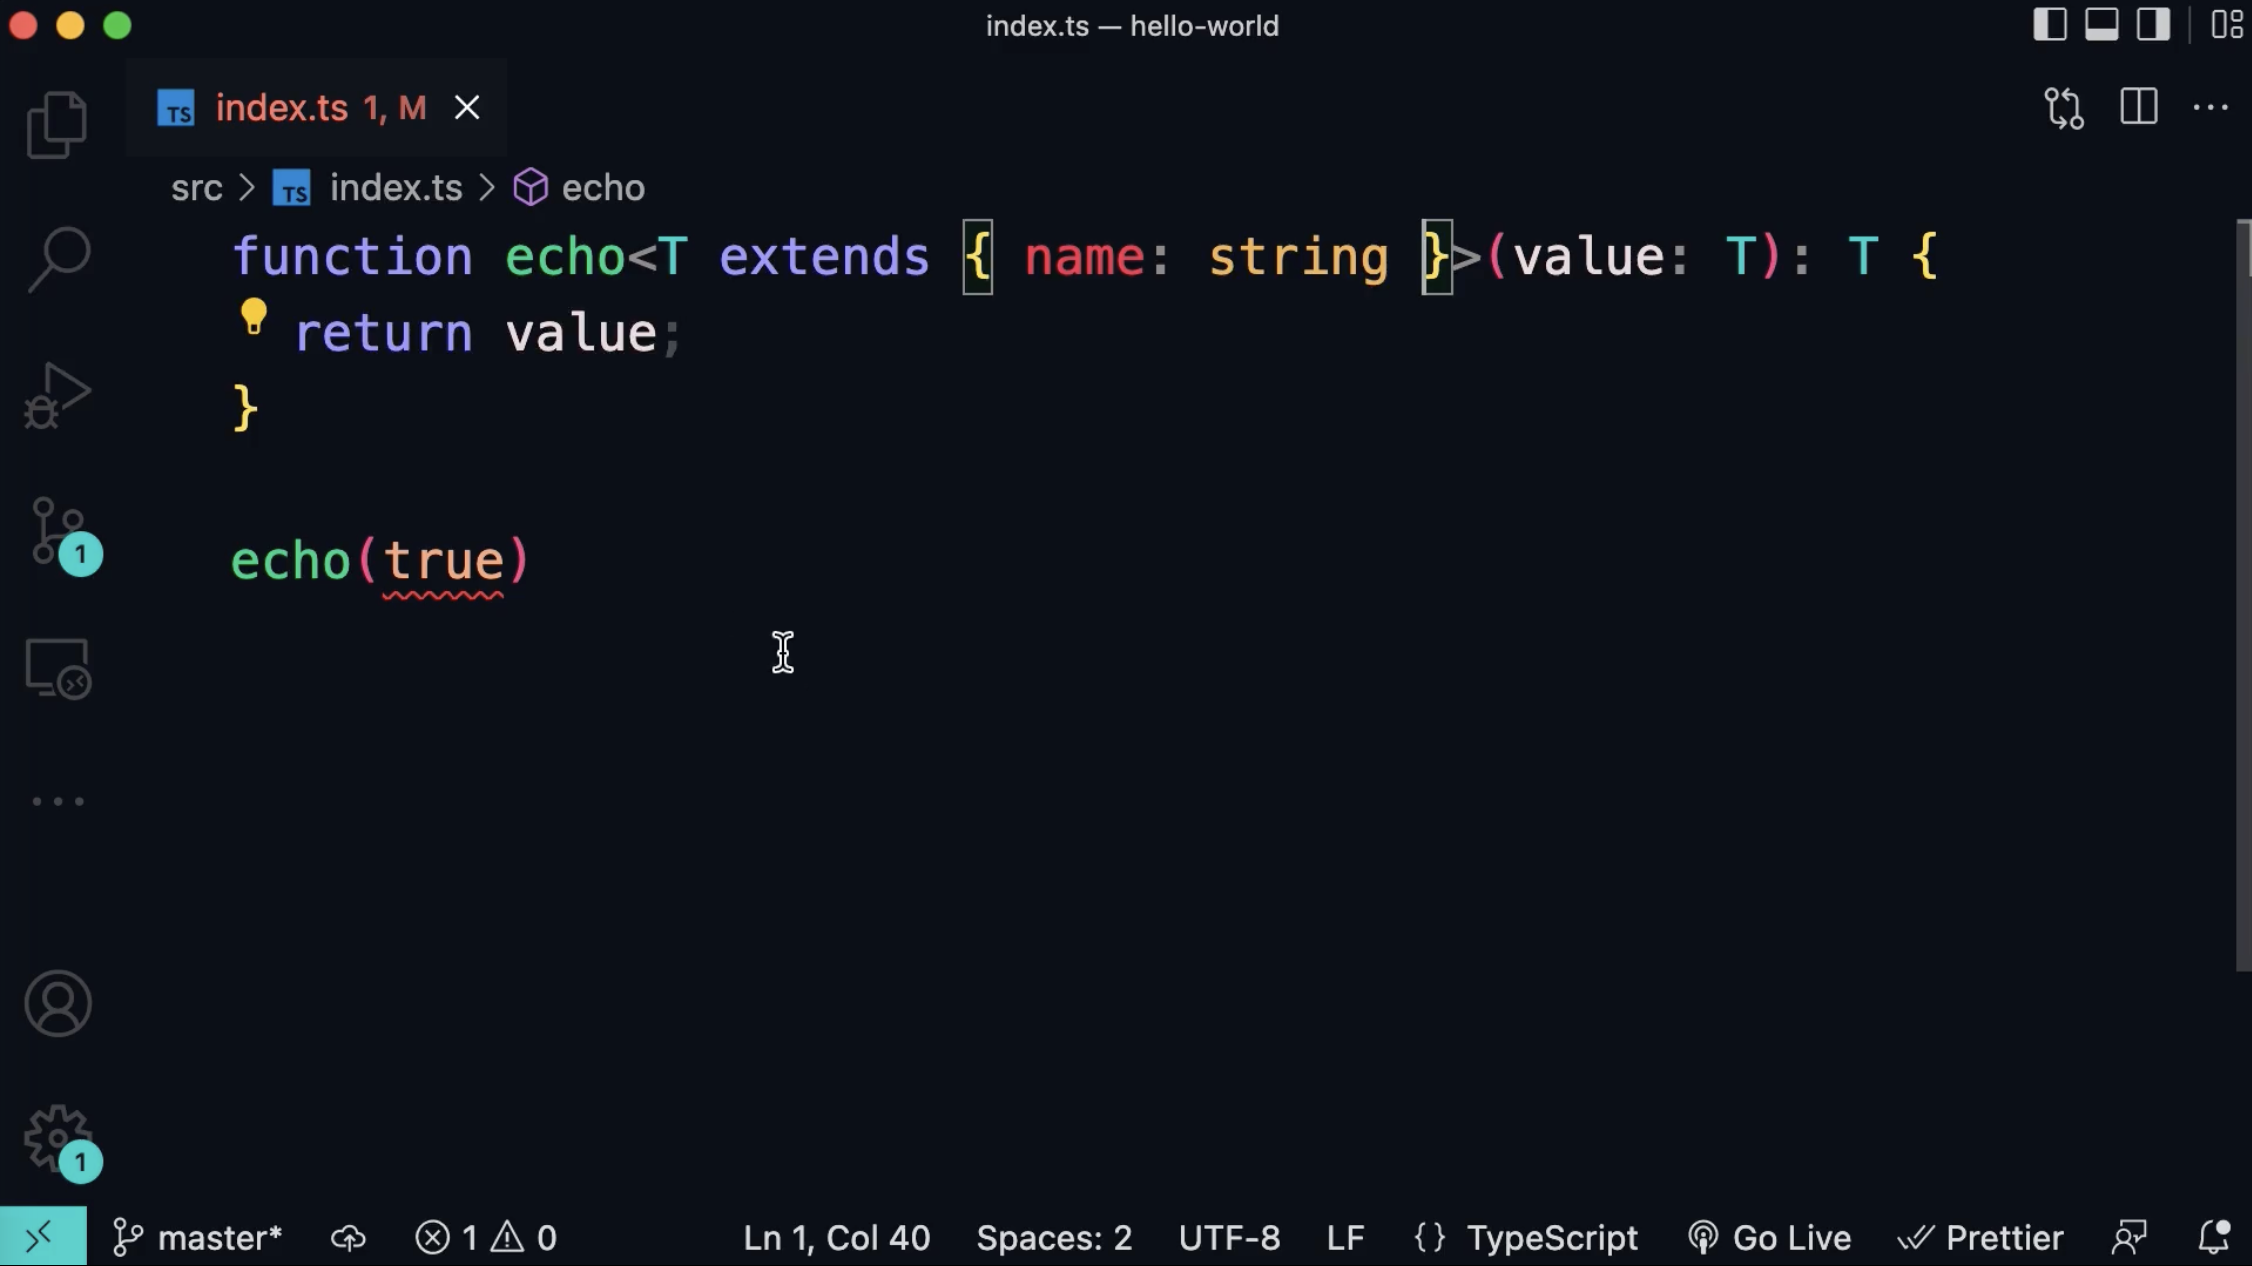 index.ts — hello-world
TS index.ts 1, M
src > TS index.ts > echo
function echo<T extends { name: string }>(value: T): T {
return value;
}
echo(true)
1
1
master* 1 0 Ln 1, Col 40 Spaces: 2 UTF-8 LF {} TypeScript Go Live Prettier